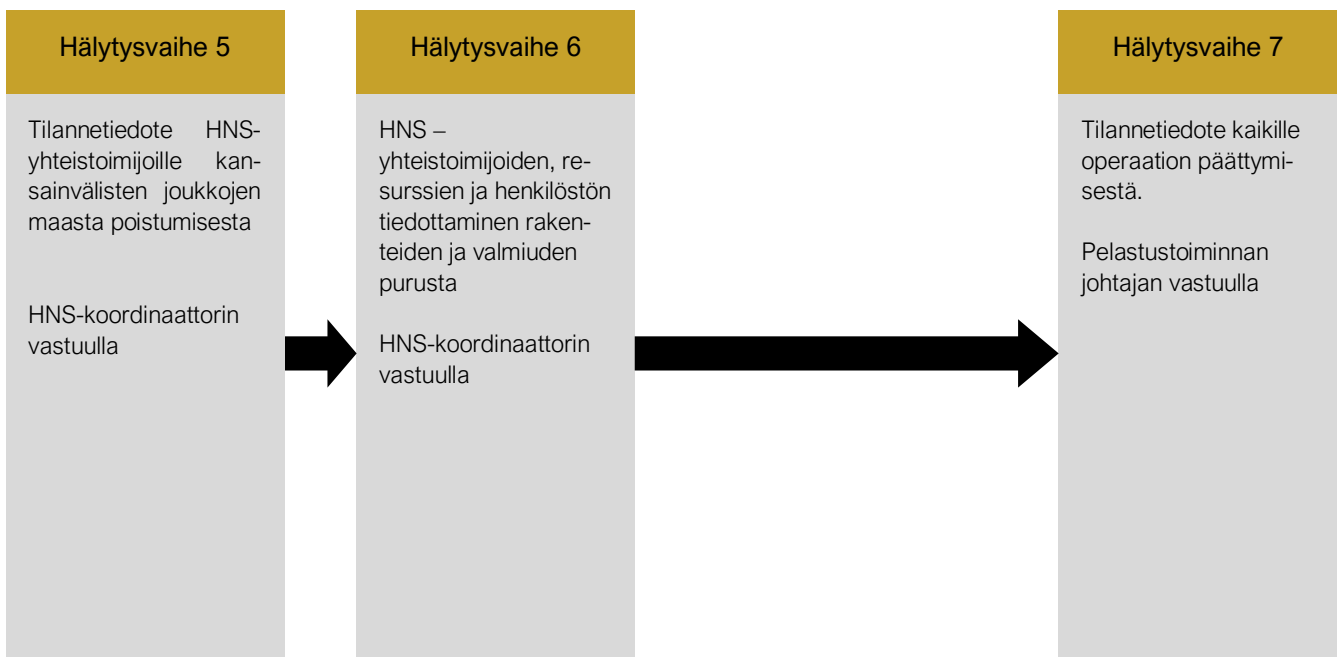 Hälytysvaihe 5
Tilannetiedote HNS-
yhteistoimijoille kan-
sainvälisten joukkojen
maasta poistumisesta
HNS-koordinaattorin
vastuulla
Hälytysvaihe 6
HNS –
yhteistoimijoiden, re-
surssien ja henkilöstön
tiedottaminen raken-
teiden ja valmiuden
purusta
HNS-koordinaattorin
vastuulla
Hälytysvaihe 7
Tilannetiedote kaikille
operaation päättymi-
sestä.
Pelastustoiminnan
johtajan vastuulla